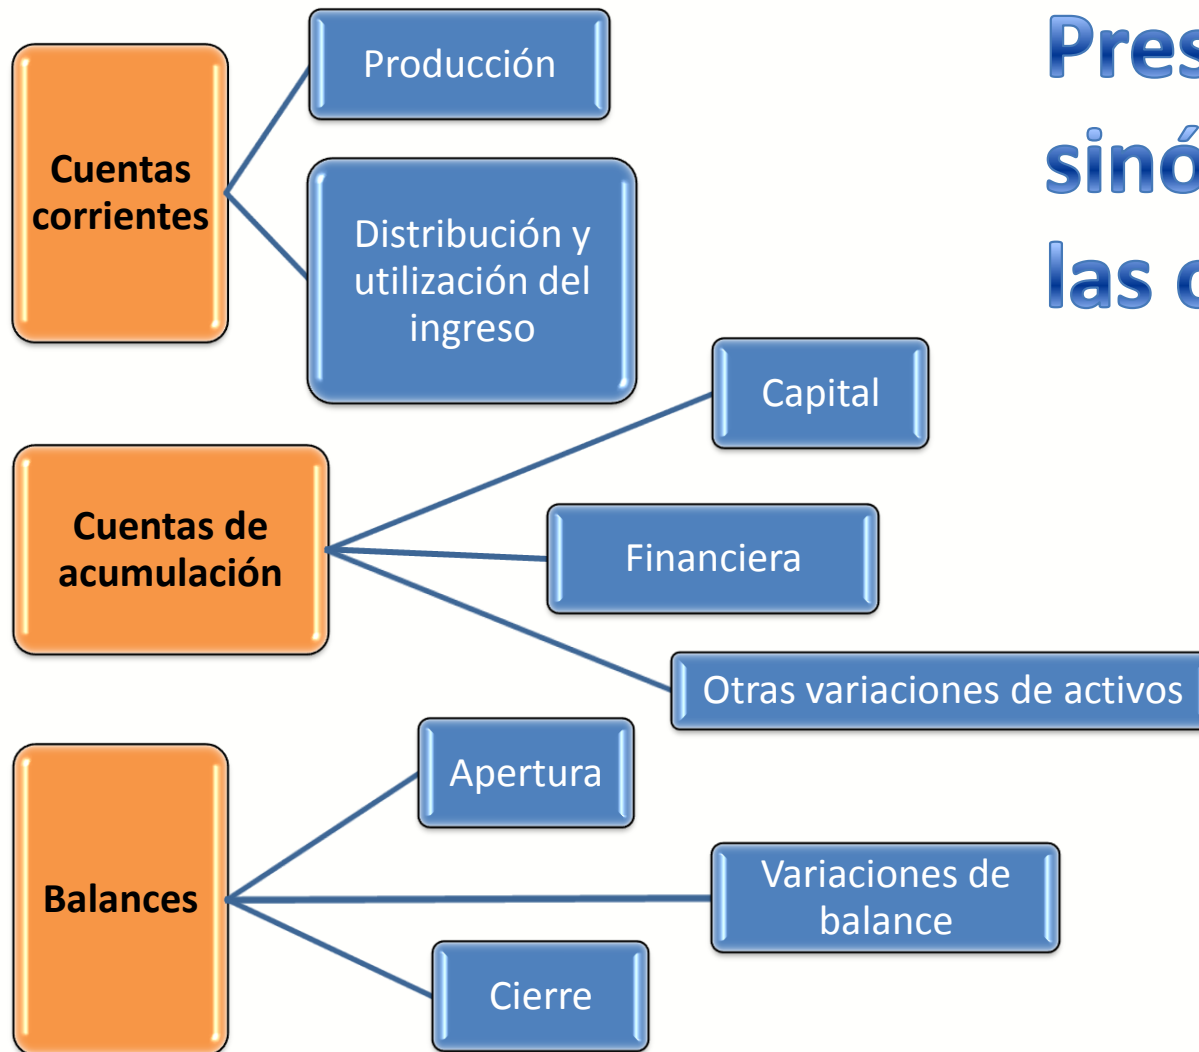 Pres
sinó
las c
Cuentas
corrientes
Producción
Distribución y
utilización del
ingreso
Cuentas de
acumulación
Capital
Financiera
Otras variaciones de activos
Balances
Apertura
Variaciones de
balance
Cierre